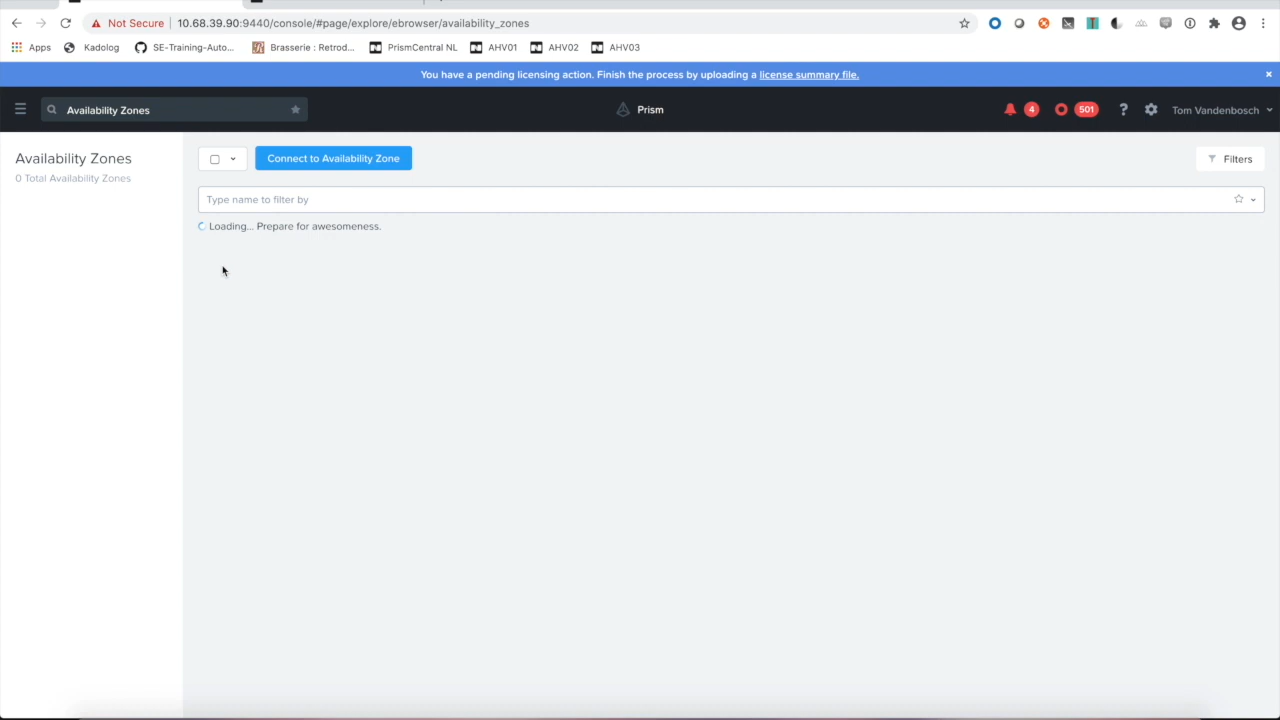 Not Secure
10.68.39.90:9440/console/#page/explore/ebrowser/availability_zones
Apps
Kadolog
SE-Training-Auto...
Brasserie : Retrod...
PrismCentral NL
AHV01
AHV02
AHV03
You have a pending licensing action. Finish the process by uploading a license summary file.
Availability Zones
Prism
4
501
?
Tom Vandenbosch
Availability Zones
0 Total Availability Zones
Connect to Availability Zone
Filters
Type name to filter by
Loading... Prepare for awesomeness.